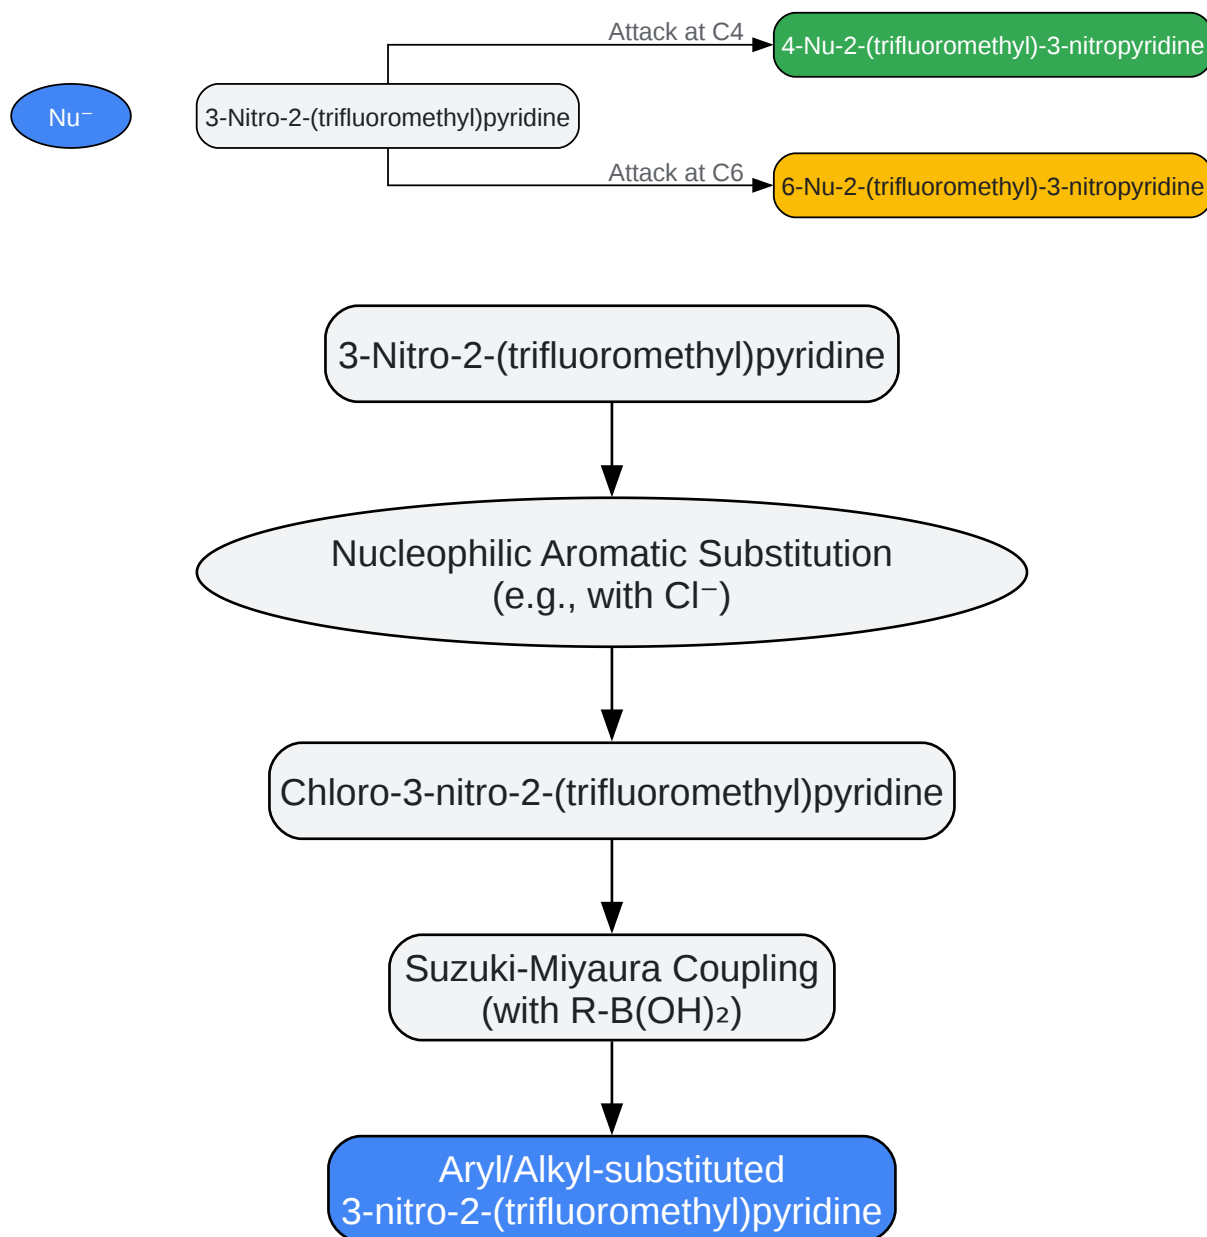 Attack at C4
4-Nu-2-(trifluoromethyl)-3-nitropyridine
Nu⁻
3-Nitro-2-(trifluoromethyl)pyridine
Attack at C6
6-Nu-2-(trifluoromethyl)-3-nitropyridine
3-Nitro-2-(trifluoromethyl)pyridine
Nucleophilic Aromatic Substitution
(e.g., with Cl⁻)
Chloro-3-nitro-2-(trifluoromethyl)pyridine
Suzuki-Miyaura Coupling
(with R-B(OH)₂)
Aryl/Alkyl-substituted
3-nitro-2-(trifluoromethyl)pyridine